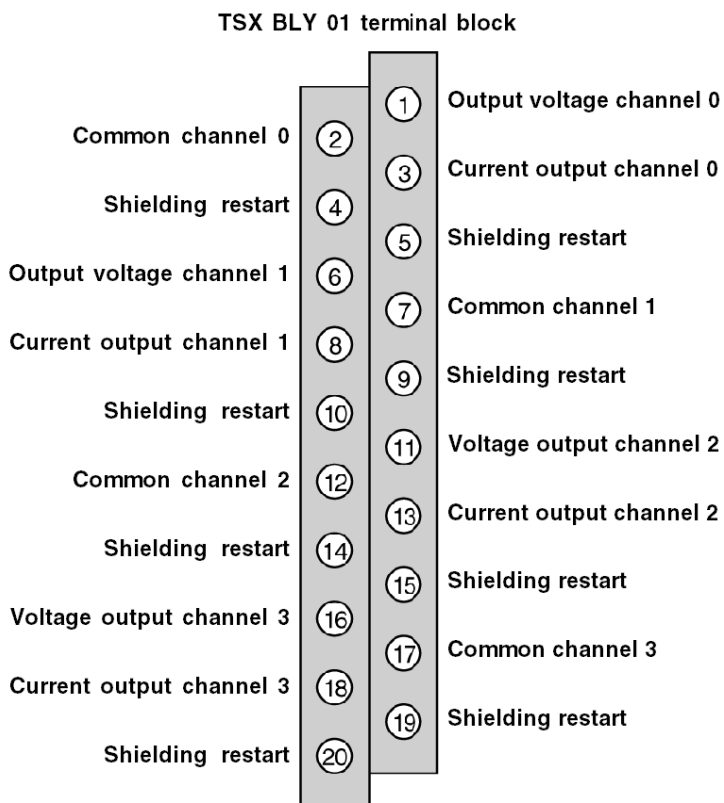 TSX BLY 01 terminal block
1 Output voltage channel 0
Common channel 0 2
3 Current output channel 0
Shielding restart 4
5 Shielding restart
Output voltage channel 1 6
7 Common channel 1
Current output channel 1 8
9 Shielding restart
Shielding restart 10
11 Voltage output channel 2
Common channel 2 12
13 Current output channel 2
Shielding restart 14
15 Shielding restart
Voltage output channel 3 16
17 Common channel 3
Current output channel 3 18
19 Shielding restart
Shielding restart 20